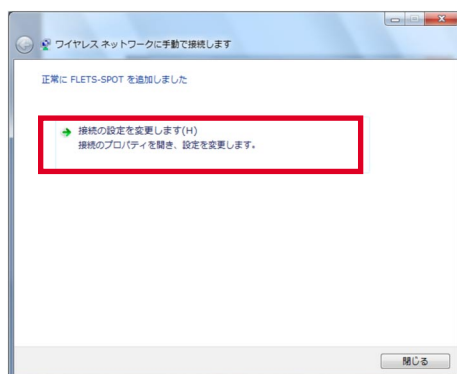 ワイヤレス ネットワークに手動で接続します
正常に FLETS-SPOT を追加しました
接続の設定を変更します(H)
接続のプロパティを開き、設定を変更します。
閉じる